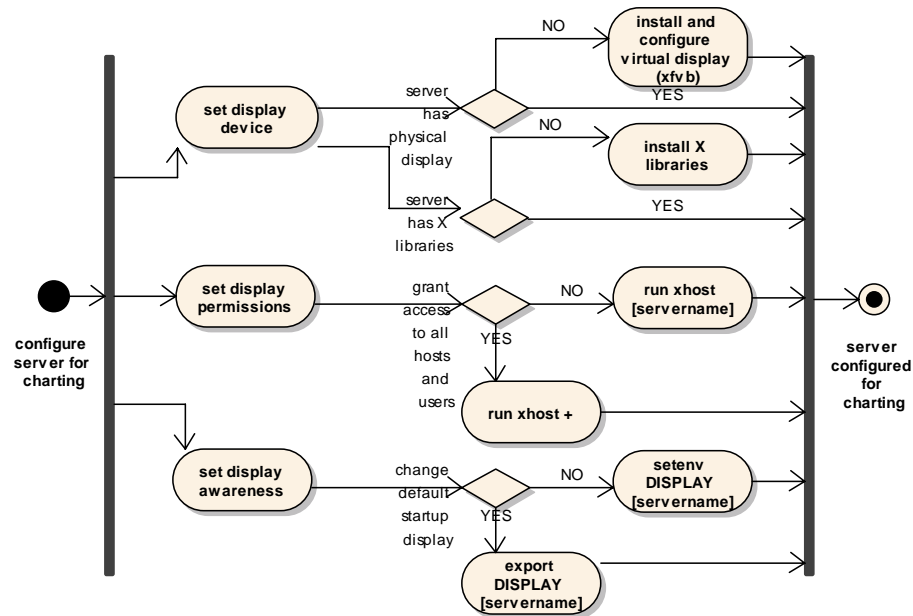 install and
configure
virtual display
(xfvb)
NO
YES
set display
device
server
has
physical
display
NO
install X
libraries
server
has X
libraries
YES
set display
permissions
grant
access
to all
hosts
and
users
NO
YES
run xhost
[servername]
run xhost +
configure
server for
charting
server
configured
for
charting
set display
awareness
change
default
startup
display
NO
YES
setenv
DISPLAY
[servername]
export
DISPLAY
[servername]